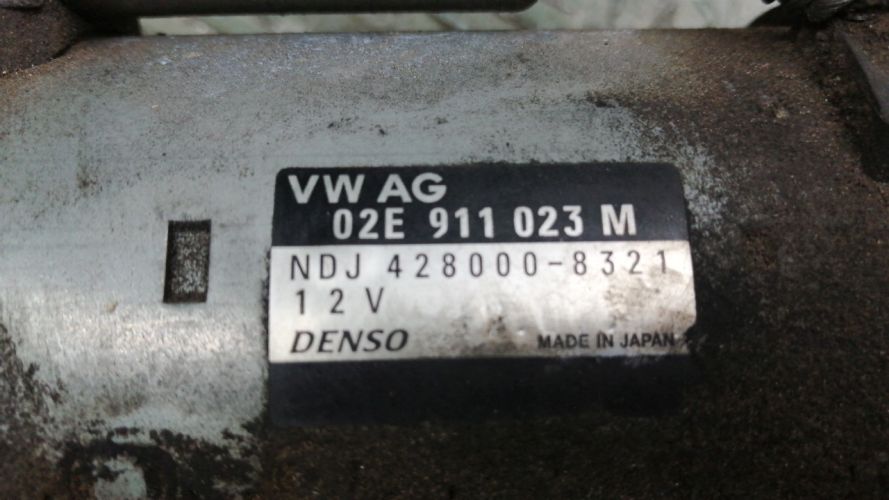 VW AG
02E 911 023 M
NDJ 428000-8321
12V
DENSO MADE IN JAPAN